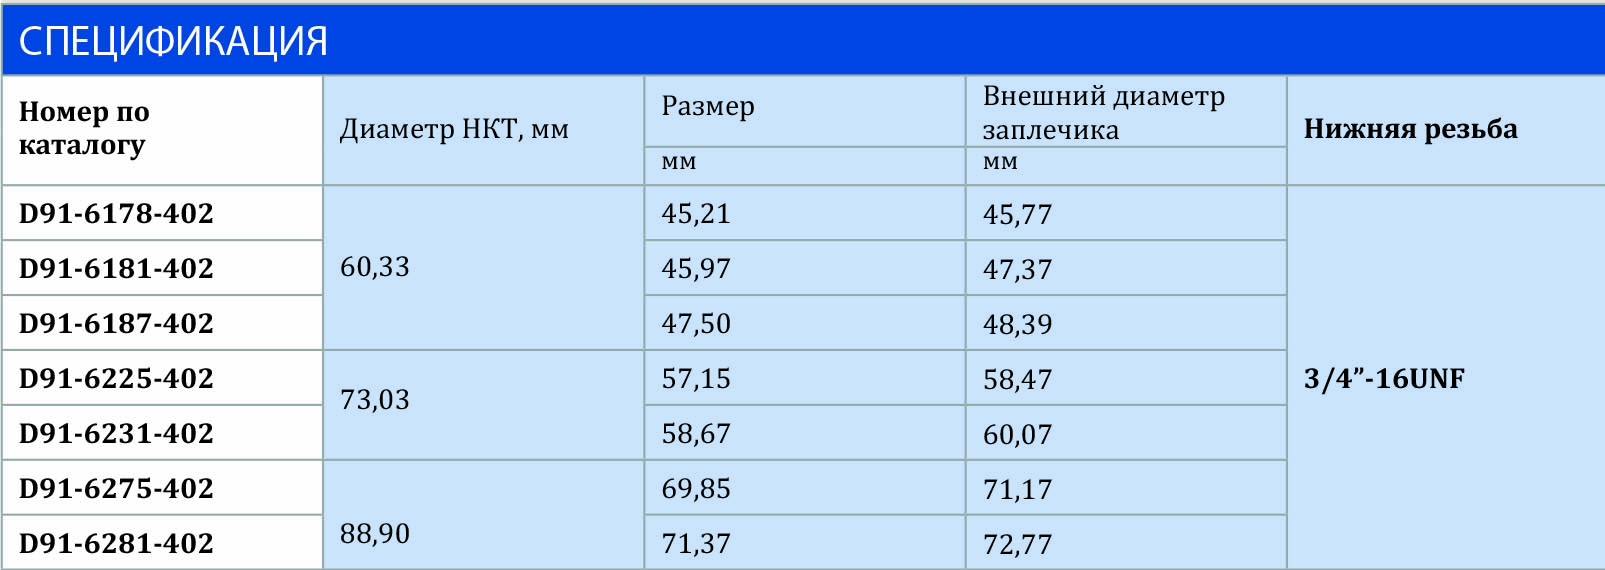 СПЕЦИФИКАЦИЯ
Номер по каталогу Диаметр НКТ, мм Размер Внешний диаметр заплечика Нижняя резьба
мм мм
D91-6178-402 60,33 45,21 45,77 3/4”-16UNF
D91-6181-402 45,97 47,37
D91-6187-402 47,50 48,39
D91-6225-402 73,03 57,15 58,47
D91-6231-402 58,67 60,07
D91-6275-402 88,90 69,85 71,17
D91-6281-402 71,37 72,77